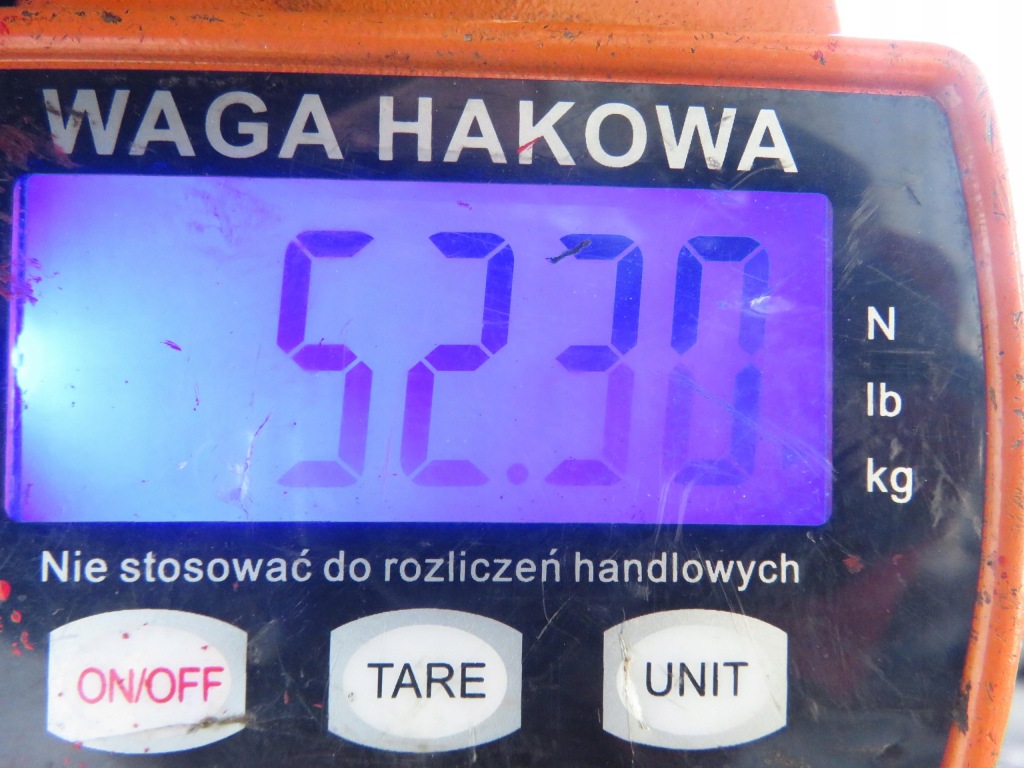 WAGA HAKOWA
52.30
N
lb
kg
Nie stosować do rozliczeń handlowych
ON/OFF TARE UNIT